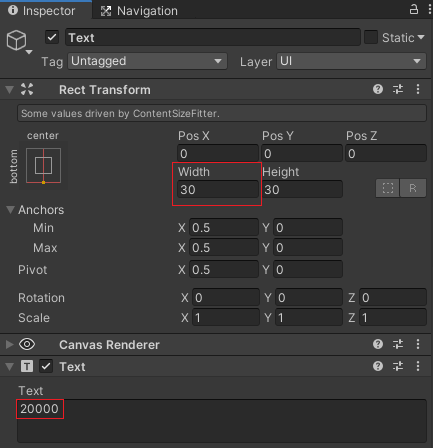 Inspector Navigation
Text Static
Tag Untagged Layer UI
Rect Transform
Some values driven by ContentSizeFitter.
center
bottom
Pos X Pos Y Pos Z
0 0 0
Width Height
30 30 R
Anchors
Min X 0.5 Y 0
Max X 0.5 Y 0
Pivot X 0.5 Y 0
Rotation X 0 Y 0 Z 0
Scale X 1 Y 1 Z 1
Canvas Renderer
T Text
Text
20000